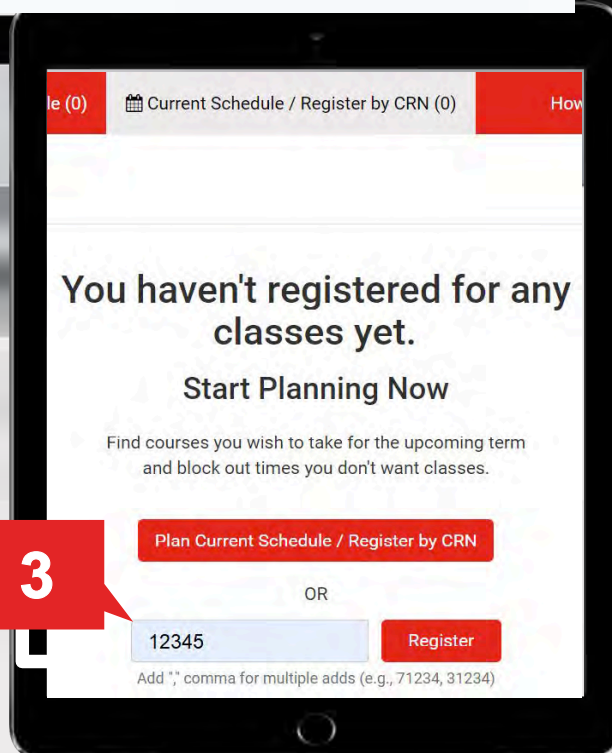 le (0)
Current Schedule / Register by CRN (0)
How
You haven't registered for any
classes yet.
Start Planning Now
Find courses you wish to take for the upcoming term
and block out times you don't want classes.
Plan Current Schedule / Register by CRN
3
OR
12345
Register
Add "," comma for multiple adds (e.g., 71234, 31234)